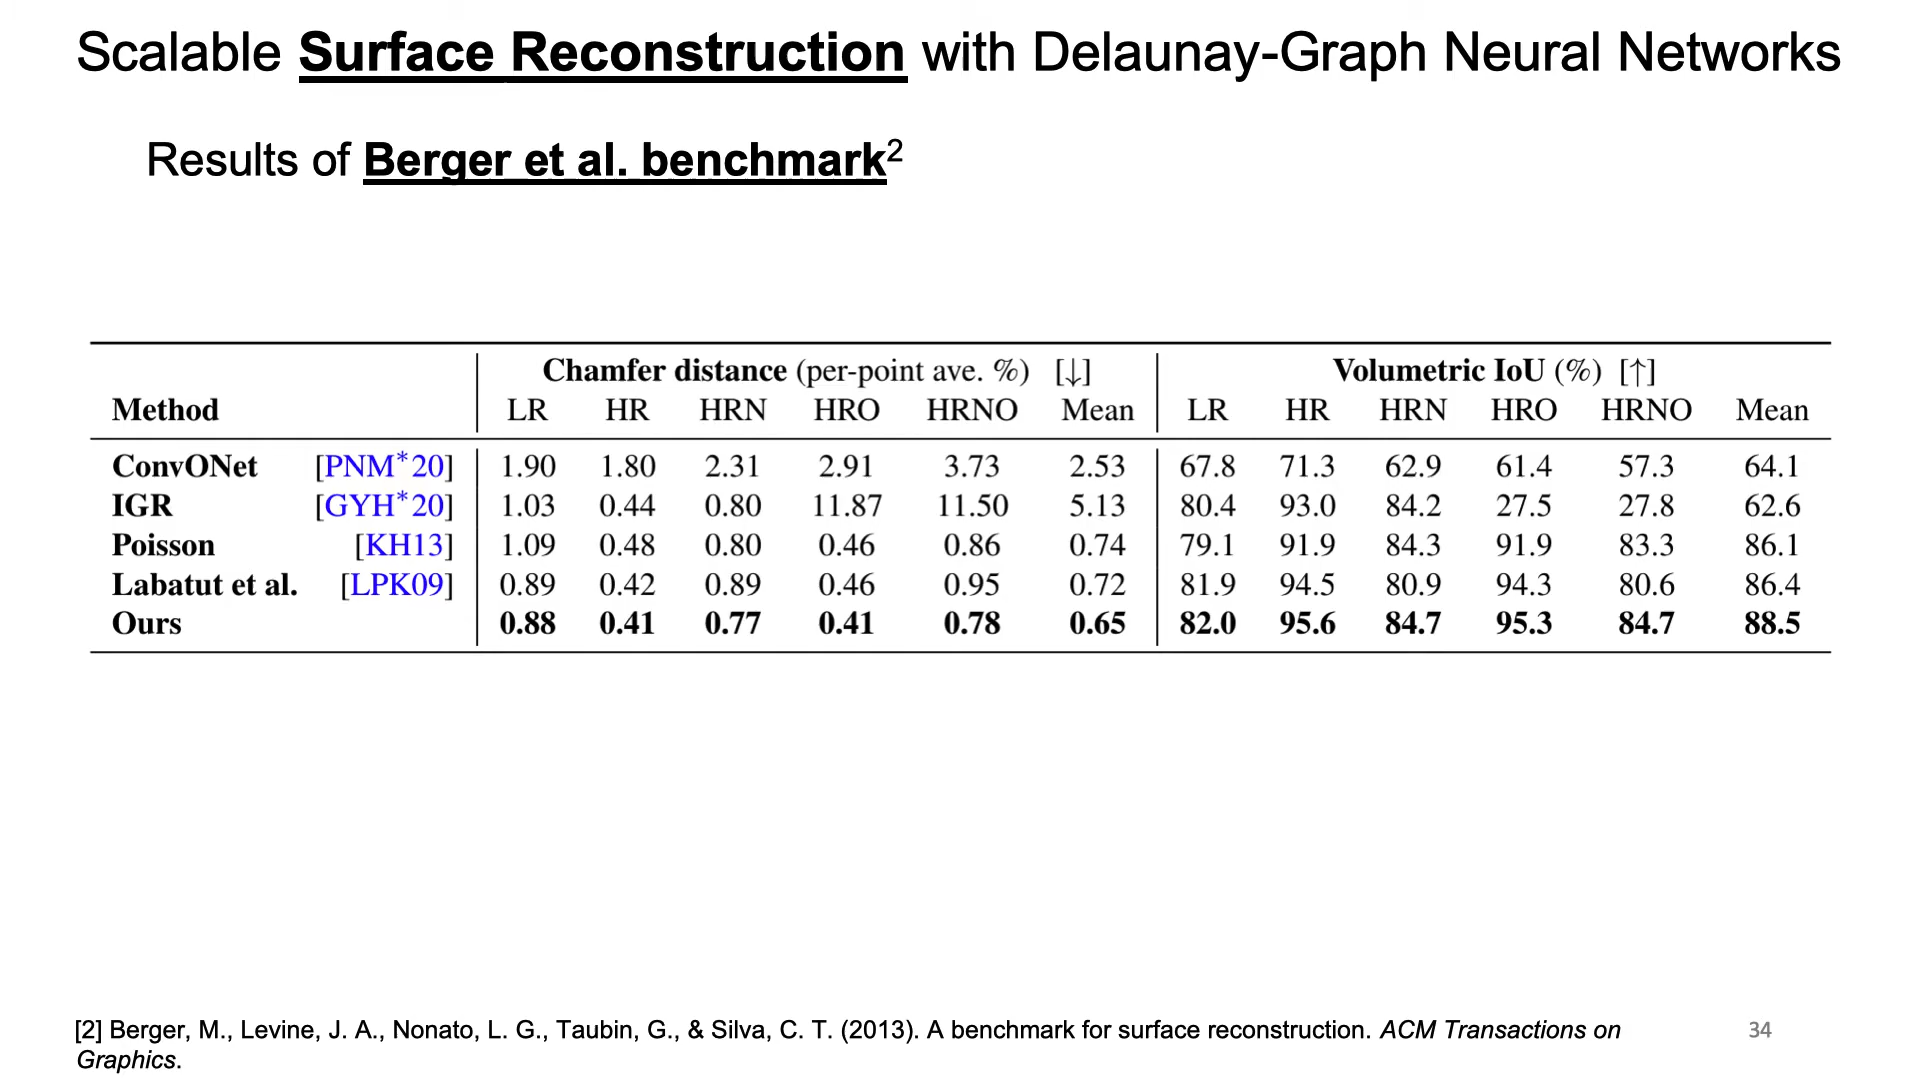 Scalable Surface Reconstruction with Delaunay-Graph Neural Networks
Results of Berger et al. benchmark2
Chamfer distance (per-point ave. %) [↓] Volumetric IoU (%) [↑]
Method LR HR HRN HRO HRNO Mean LR HR HRN HRO HRNO Mean
ConvONet [PNM*20] 1.90 1.80 2.31 2.91 3.73 2.53 67.8 71.3 62.9 61.4 57.3 64.1
IGR [GYH*20] 1.03 0.44 0.80 11.87 11.50 5.13 80.4 93.0 84.2 27.5 27.8 62.6
Poisson [KH13] 1.09 0.48 0.80 0.46 0.86 0.74 79.1 91.9 84.3 91.9 83.3 86.1
Labatut et al. [LPK09] 0.89 0.42 0.89 0.46 0.95 0.72 81.9 94.5 80.9 94.3 80.6 86.4
Ours 0.88 0.41 0.77 0.41 0.78 0.65 82.0 95.6 84.7 95.3 84.7 88.5
[2] Berger, M., Levine, J. A., Nonato, L. G., Taubin, G., & Silva, C. T. (2013). A benchmark for surface reconstruction. ACM Transactions on
Graphics.
34